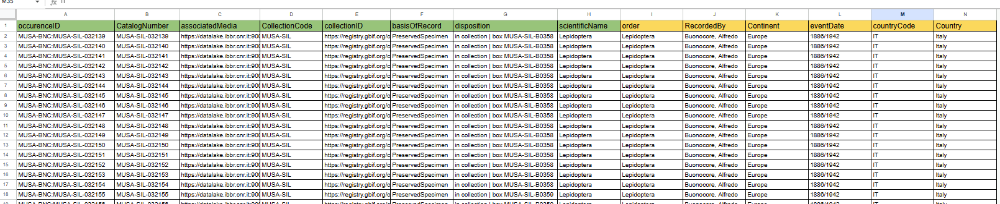 M35 fx IT
A B C D E F G H I J K L M N
1 occurenceID CatalogNumber associatedMedia CollectionCode collectionID basisOfRecord disposition scientificName order RecordedBy Continent eventDate countryCode Country
2 MUSA-BNC:MUSA-SIL-032139 MUSA-SIL-032139 https://datalake.ibbr.cnr.it:900 MUSA-SIL https://registry.gbif.org/c PreservedSpecimen in collection | box MUSA-SIL-B0358 Lepidoptera Lepidoptera Buonocore, Alfredo Europe 1886/1942 IT Italy
3 MUSA-BNC:MUSA-SIL-032140 MUSA-SIL-032140 https://datalake.ibbr.cnr.it:900 MUSA-SIL https://registry.gbif.org/c PreservedSpecimen in collection | box MUSA-SIL-B0358 Lepidoptera Lepidoptera Buonocore, Alfredo Europe 1886/1942 IT Italy
4 MUSA-BNC:MUSA-SIL-032141 MUSA-SIL-032141 https://datalake.ibbr.cnr.it:900 MUSA-SIL https://registry.gbif.org/c PreservedSpecimen in collection | box MUSA-SIL-B0358 Lepidoptera Lepidoptera Buonocore, Alfredo Europe 1886/1942 IT Italy
5 MUSA-BNC:MUSA-SIL-032142 MUSA-SIL-032142 https://datalake.ibbr.cnr.it:900 MUSA-SIL https://registry.gbif.org/c PreservedSpecimen in collection | box MUSA-SIL-B0358 Lepidoptera Lepidoptera Buonocore, Alfredo Europe 1886/1942 IT Italy
6 MUSA-BNC:MUSA-SIL-032143 MUSA-SIL-032143 https://datalake.ibbr.cnr.it:900 MUSA-SIL https://registry.gbif.org/c PreservedSpecimen in collection | box MUSA-SIL-B0358 Lepidoptera Lepidoptera Buonocore, Alfredo Europe 1886/1942 IT Italy
7 MUSA-BNC:MUSA-SIL-032144 MUSA-SIL-032144 https://datalake.ibbr.cnr.it:900 MUSA-SIL https://registry.gbif.org/c PreservedSpecimen in collection | box MUSA-SIL-B0358 Lepidoptera Lepidoptera Buonocore, Alfredo Europe 1886/1942 IT Italy
8 MUSA-BNC:MUSA-SIL-032145 MUSA-SIL-032145 https://datalake.ibbr.cnr.it:900 MUSA-SIL https://registry.gbif.org/c PreservedSpecimen in collection | box MUSA-SIL-B0358 Lepidoptera Lepidoptera Buonocore, Alfredo Europe 1886/1942 IT Italy
9 MUSA-BNC:MUSA-SIL-032146 MUSA-SIL-032146 https://datalake.ibbr.cnr.it:900 MUSA-SIL https://registry.gbif.org/c PreservedSpecimen in collection | box MUSA-SIL-B0358 Lepidoptera Lepidoptera Buonocore, Alfredo Europe 1886/1942 IT Italy
10 MUSA-BNC:MUSA-SIL-032147 MUSA-SIL-032147 https://datalake.ibbr.cnr.it:900 MUSA-SIL https://registry.gbif.org/c PreservedSpecimen in collection | box MUSA-SIL-B0358 Lepidoptera Lepidoptera Buonocore, Alfredo Europe 1886/1942 IT Italy
11 MUSA-BNC:MUSA-SIL-032148 MUSA-SIL-032148 https://datalake.ibbr.cnr.it:900 MUSA-SIL https://registry.gbif.org/c PreservedSpecimen in collection | box MUSA-SIL-B0358 Lepidoptera Lepidoptera Buonocore, Alfredo Europe 1886/1942 IT Italy
12 MUSA-BNC:MUSA-SIL-032149 MUSA-SIL-032149 https://datalake.ibbr.cnr.it:900 MUSA-SIL https://registry.gbif.org/c PreservedSpecimen in collection | box MUSA-SIL-B0358 Lepidoptera Lepidoptera Buonocore, Alfredo Europe 1886/1942 IT Italy
13 MUSA-BNC:MUSA-SIL-032150 MUSA-SIL-032150 https://datalake.ibbr.cnr.it:900 MUSA-SIL https://registry.gbif.org/c PreservedSpecimen in collection | box MUSA-SIL-B0358 Lepidoptera Lepidoptera Buonocore, Alfredo Europe 1886/1942 IT Italy
14 MUSA-BNC:MUSA-SIL-032151 MUSA-SIL-032151 https://datalake.ibbr.cnr.it:900 MUSA-SIL https://registry.gbif.org/c PreservedSpecimen in collection | box MUSA-SIL-B0358 Lepidoptera Lepidoptera Buonocore, Alfredo Europe 1886/1942 IT Italy
15 MUSA-BNC:MUSA-SIL-032152 MUSA-SIL-032152 https://datalake.ibbr.cnr.it:900 MUSA-SIL https://registry.gbif.org/c PreservedSpecimen in collection | box MUSA-SIL-B0358 Lepidoptera Lepidoptera Buonocore, Alfredo Europe 1886/1942 IT Italy
16 MUSA-BNC:MUSA-SIL-032153 MUSA-SIL-032153 https://datalake.ibbr.cnr.it:900 MUSA-SIL https://registry.gbif.org/c PreservedSpecimen in collection | box MUSA-SIL-B0358 Lepidoptera Lepidoptera Buonocore, Alfredo Europe 1886/1942 IT Italy
17 MUSA-BNC:MUSA-SIL-032154 MUSA-SIL-032154 https://datalake.ibbr.cnr.it:900 MUSA-SIL https://registry.gbif.org/c PreservedSpecimen in collection | box MUSA-SIL-B0358 Lepidoptera Lepidoptera Buonocore, Alfredo Europe 1886/1942 IT Italy
18 MUSA-BNC:MUSA-SIL-032155 MUSA-SIL-032155 https://datalake.ibbr.cnr.it:900 MUSA-SIL https://registry.gbif.org/c PreservedSpecimen in collection | box MUSA-SIL-B0359 Lepidoptera Lepidoptera Buonocore, Alfredo Europe 1886/1942 IT Italy